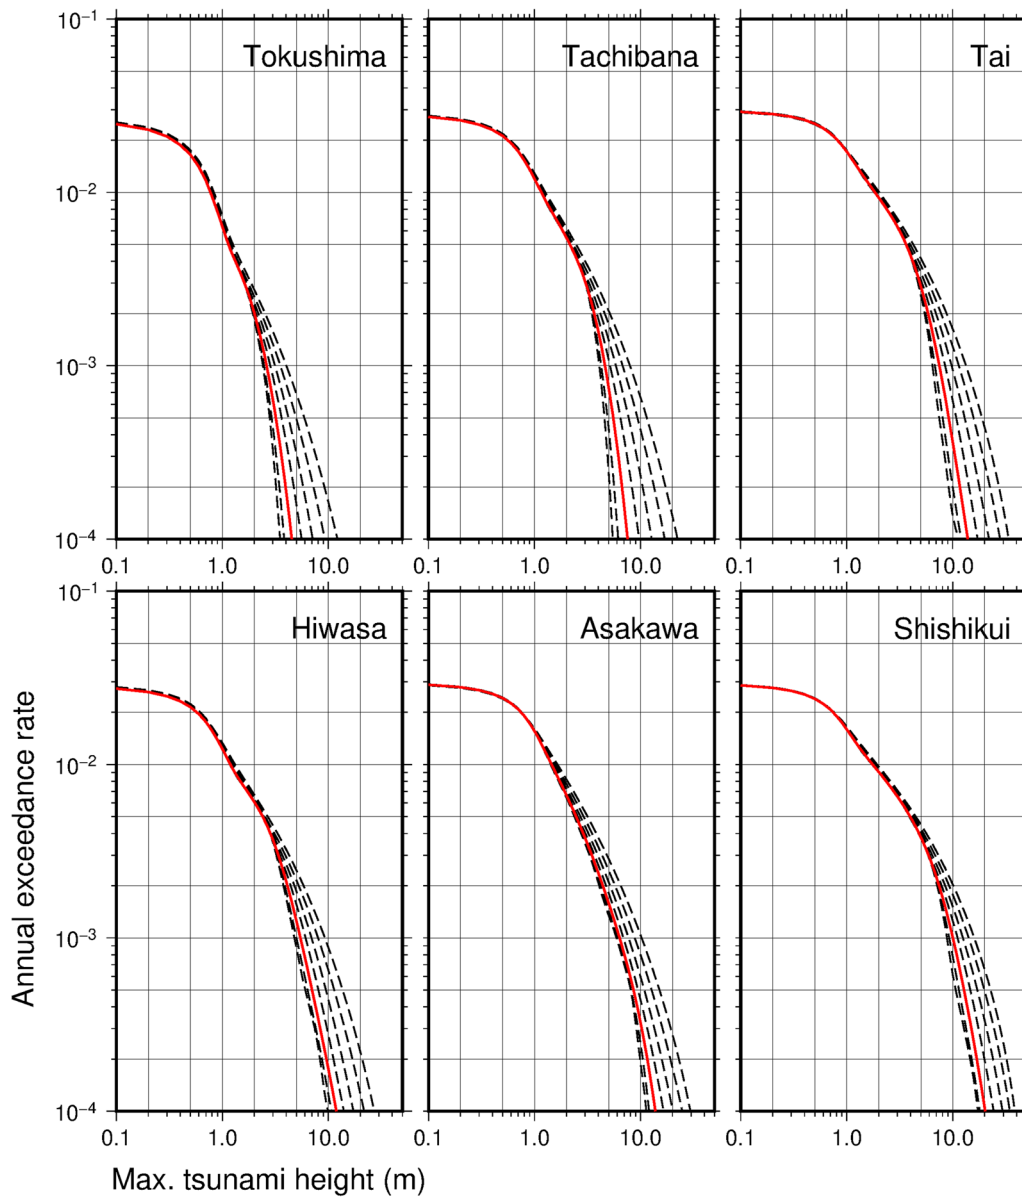 10⁻¹
Tokushima
Tachibana
Tai
10⁻²
10⁻³
10⁻⁴
0.1 1.0 10.0 0.1 1.0 10.0 0.1 1.0 10.0
10⁻¹
Hiwasa
Asakawa
Shishikui
10⁻²
10⁻³
10⁻⁴
0.1 1.0 10.0 0.1 1.0 10.0 0.1 1.0 10.0
Annual exceedance rate
Max. tsunami height (m)